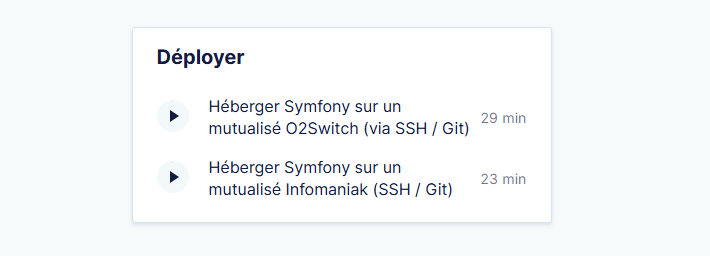 Déployer
Héberger Symfony sur un
mutualisé O2Switch (via SSH / Git)
29 min
Héberger Symfony sur un
mutualisé Infomaniak (SSH / Git)
23 min